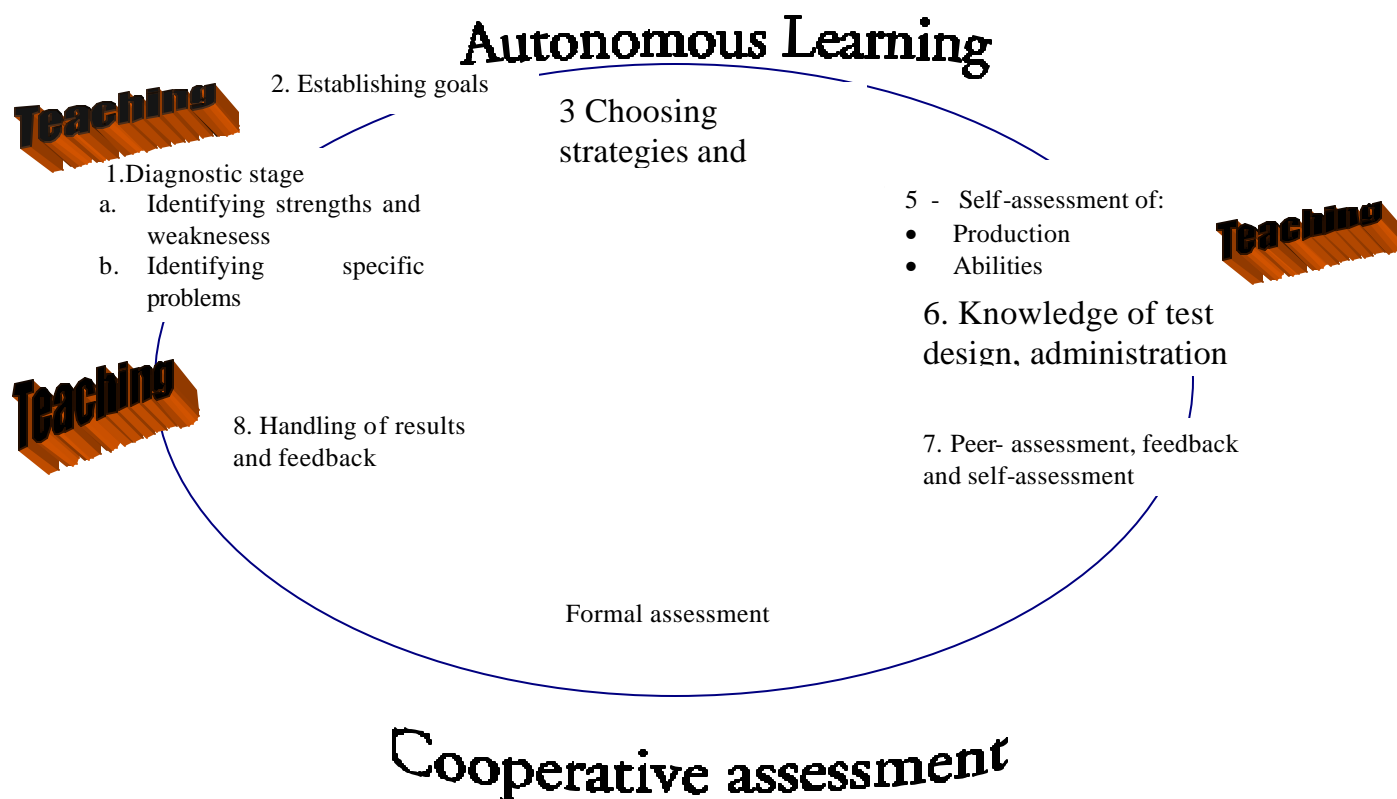 Autonomous Learning
Teaching
2. Establishing goals
3 Choosing
strategies and
1.Diagnostic stage
a. Identifying strengths and
weaknesess
b. Identifying specific
problems
5 - Self-assessment of:
• Production
• Abilities
Teaching
6. Knowledge of test
design, administration
Teaching
8. Handling of results
and feedback
7. Peer- assessment, feedback
and self-assessment
Formal assessment
Cooperative assessment